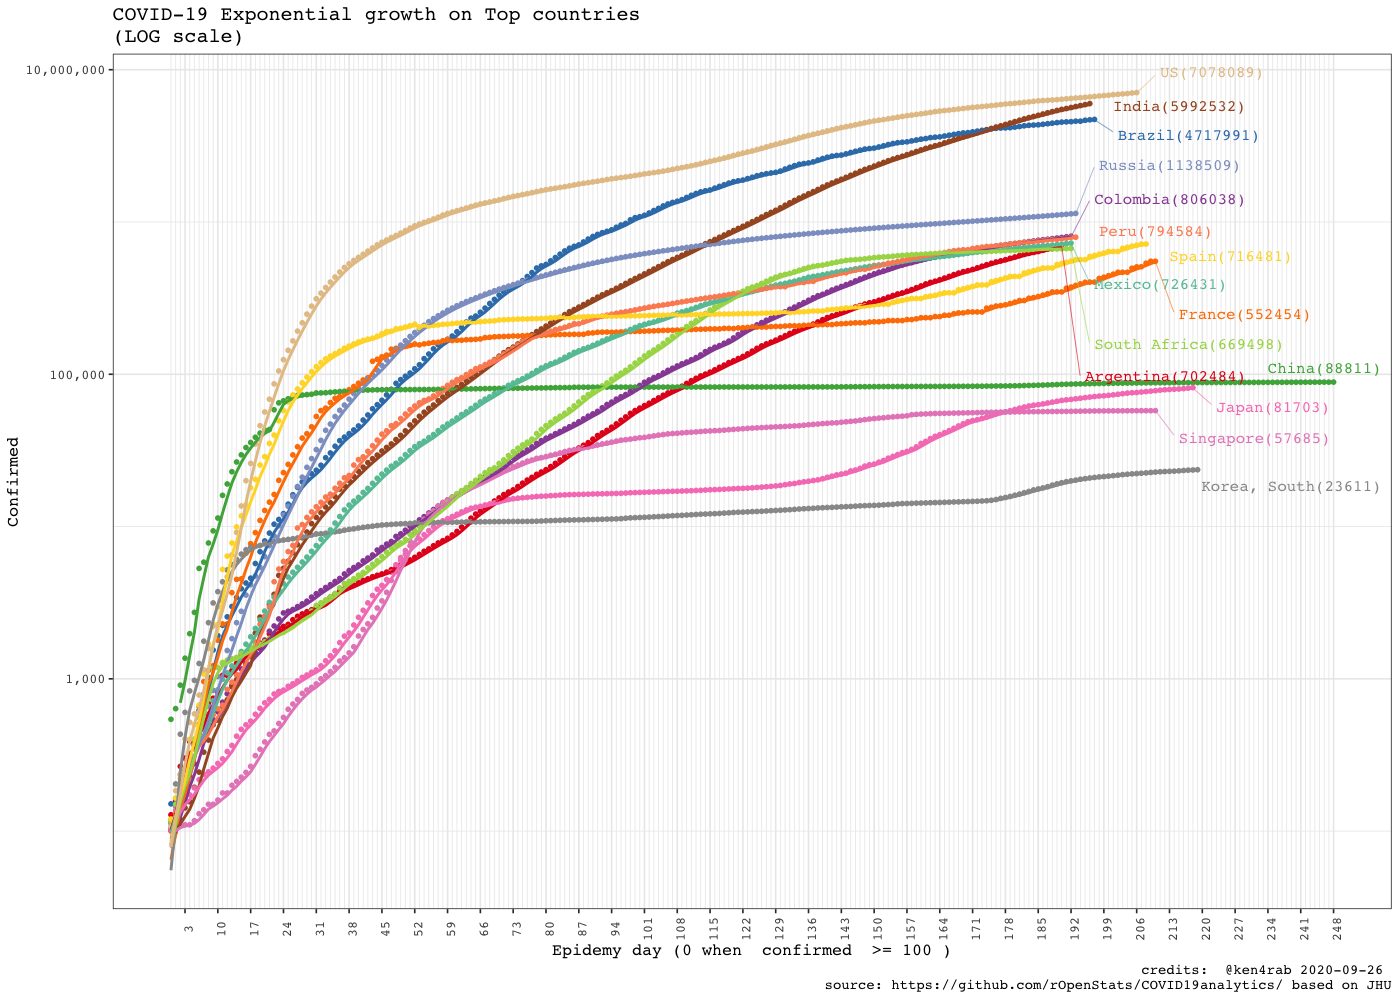 COVID-19 Exponential growth on Top countries
(LOG scale)
10,000,000
100,000
1,000
Confirmed
US(7078089)
India(5992532)
Brazil(4717991)
Russia(1138509)
Colombia(806038)
Peru(794584)
Spain(716481)
Mexico(726431)
France(552454)
South Africa(669498)
China(88811)
Argentina(702484)
Japan(81703)
Singapore(57685)
Korea, South(23611)
3 10 17 24 31 38 45 52 59 66 73 80 87 94 101 108 115 122 129 136 143 150 157 164 171 178 185 192 199 206 213 220 227 234 241 248
Epidemy day (0 when  confirmed  >= 100 )
credits:  @ken4rab 2020-09-26
source: https://github.com/rOpenStats/COVID19analytics/ based on JHU